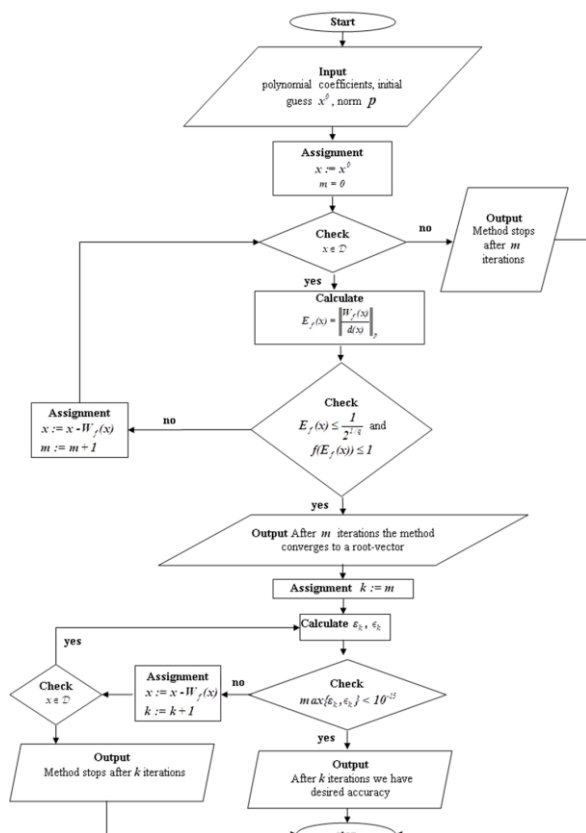 Start
Input
polynomial coefficients, initial
guess x⁰ , norm p
Assignment
x := x⁰
m = 0
Check
x ∈ 𝒟
no
Output
Method stops
after m
iterations
yes
Calculate
E_f(x) = ‖W_f(x)/d(x)‖_p
Check
E_f(x) ≤ 1/2^{1/q} and
f(E_f(x)) ≤ 1
no
Assignment
x := x - W_f(x)
m := m + 1
yes
Output After m iterations the method
converges to a root-vector
Assignment k := m
Calculate ε_k , ϵ_k
yes
Check
max{ε_k, ϵ_k} < 10⁻¹⁵
no
Assignment
x := x - W_f(x)
k := k + 1
Check
x ∈ 𝒟
yes
Output
Method stops after k iterations
Output
After k iterations we have
desired accuracy